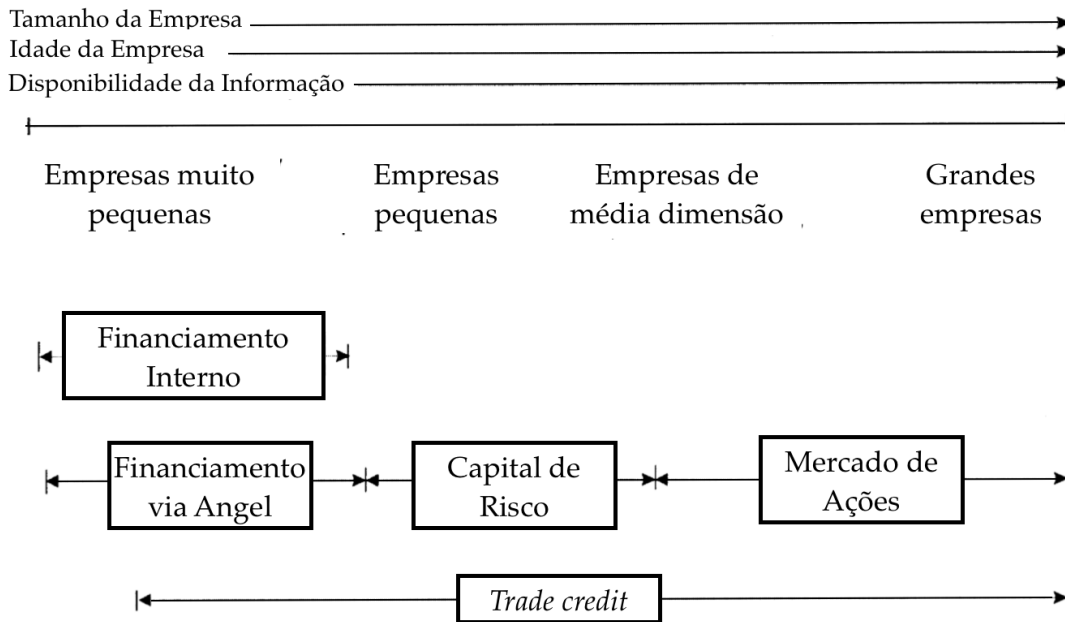 Tamanho da Empresa
Idade da Empresa
Disponibilidade da Informação
Empresas muito
pequenas
Empresas
pequenas
Empresas de
média dimensão
Grandes
empresas
Financiamento
Interno
Financiamento
via Angel
Capital de
Risco
Mercado de
Ações
Trade credit